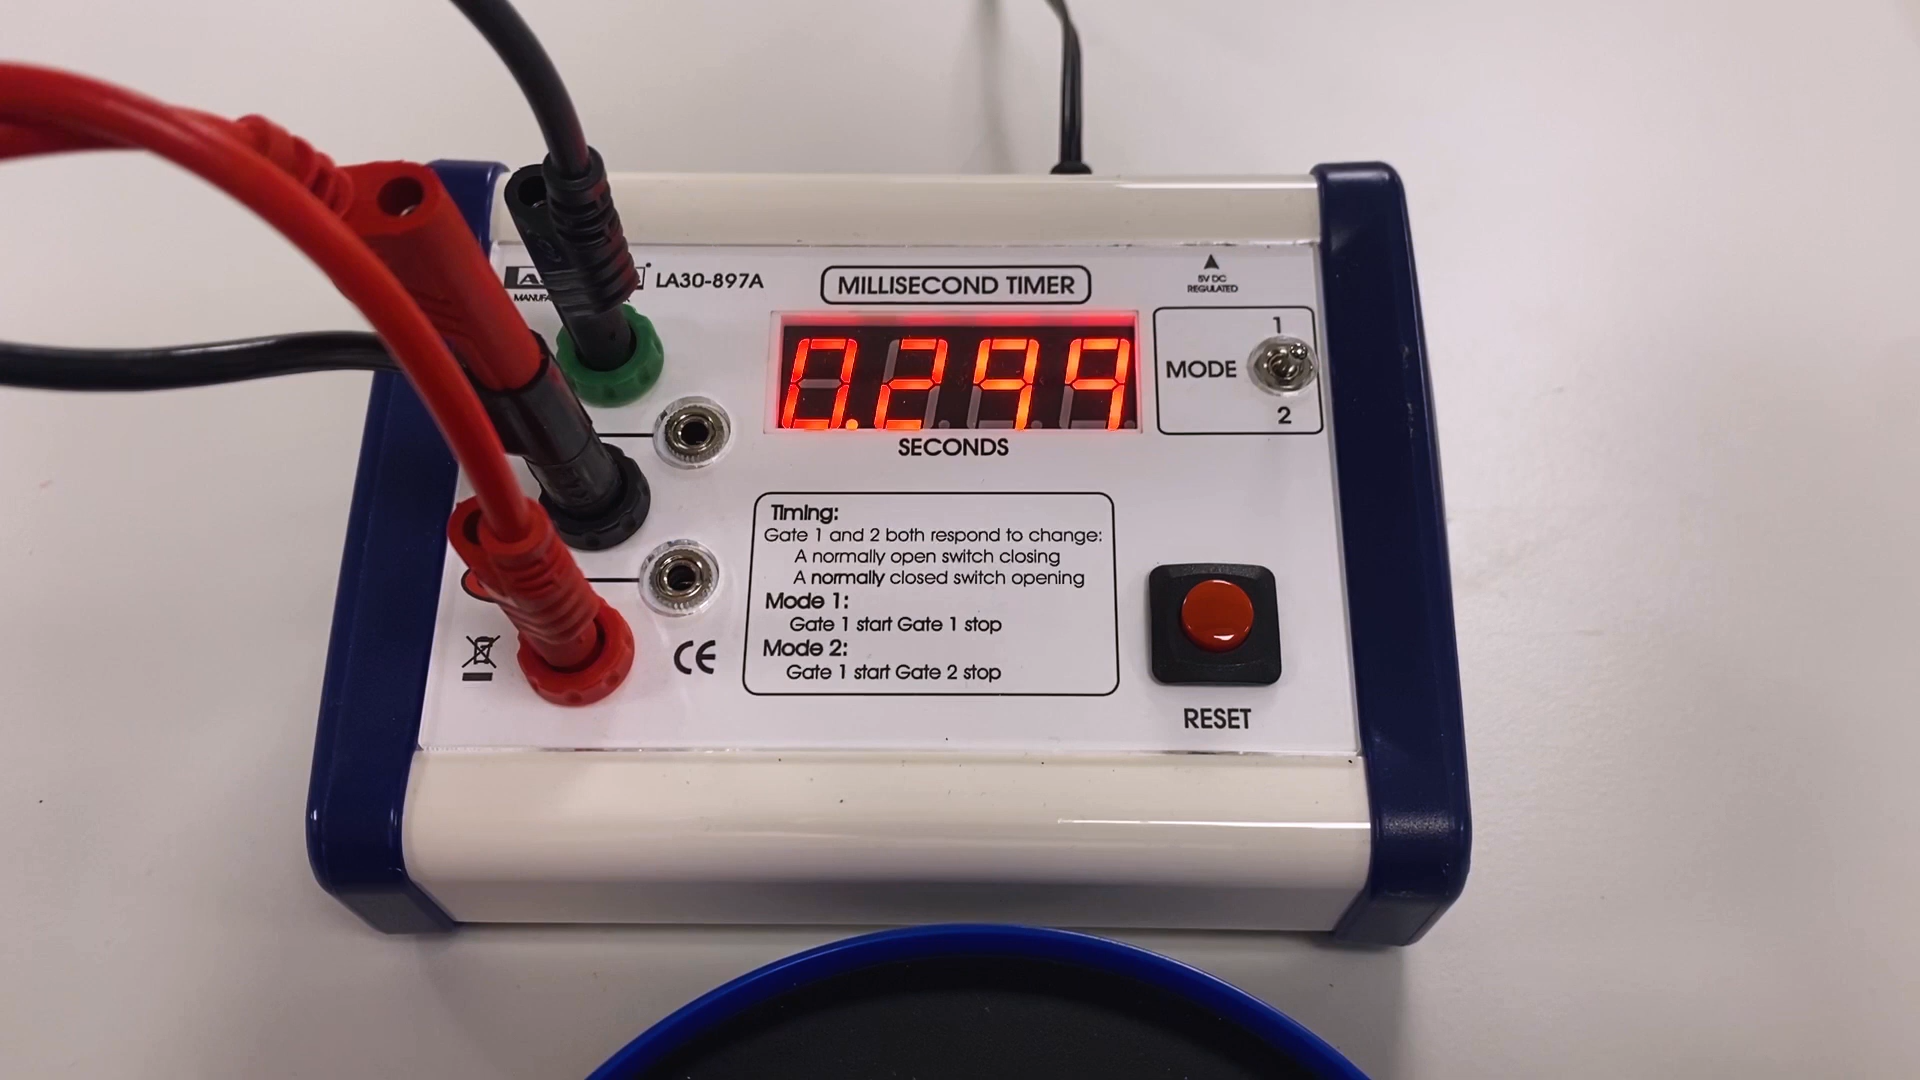 LA30-897A
MILLISECOND TIMER
5V DC
REGULATED
0.299
SECONDS
1
MODE
2
Timing:
Gate 1 and 2 both respond to change:
A normally open switch closing
A normally closed switch opening
Mode 1:
Gate 1 start Gate 1 stop
Mode 2:
Gate 1 start Gate 2 stop
CE
RESET